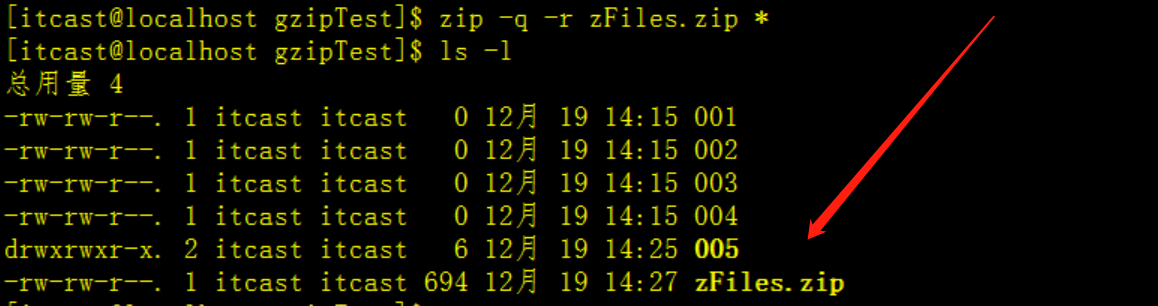 [itcast@localhost gzipTest]$ zip -q -r zFiles.zip *
[itcast@localhost gzipTest]$ ls -l
总用量 4
-rw-rw-r--. 1 itcast itcast   0 12月 19 14:15 001
-rw-rw-r--. 1 itcast itcast   0 12月 19 14:15 002
-rw-rw-r--. 1 itcast itcast   0 12月 19 14:15 003
-rw-rw-r--. 1 itcast itcast   0 12月 19 14:15 004
drwxrwxr-x. 2 itcast itcast   6 12月 19 14:25 005
-rw-rw-r--. 1 itcast itcast 694 12月 19 14:27 zFiles.zip